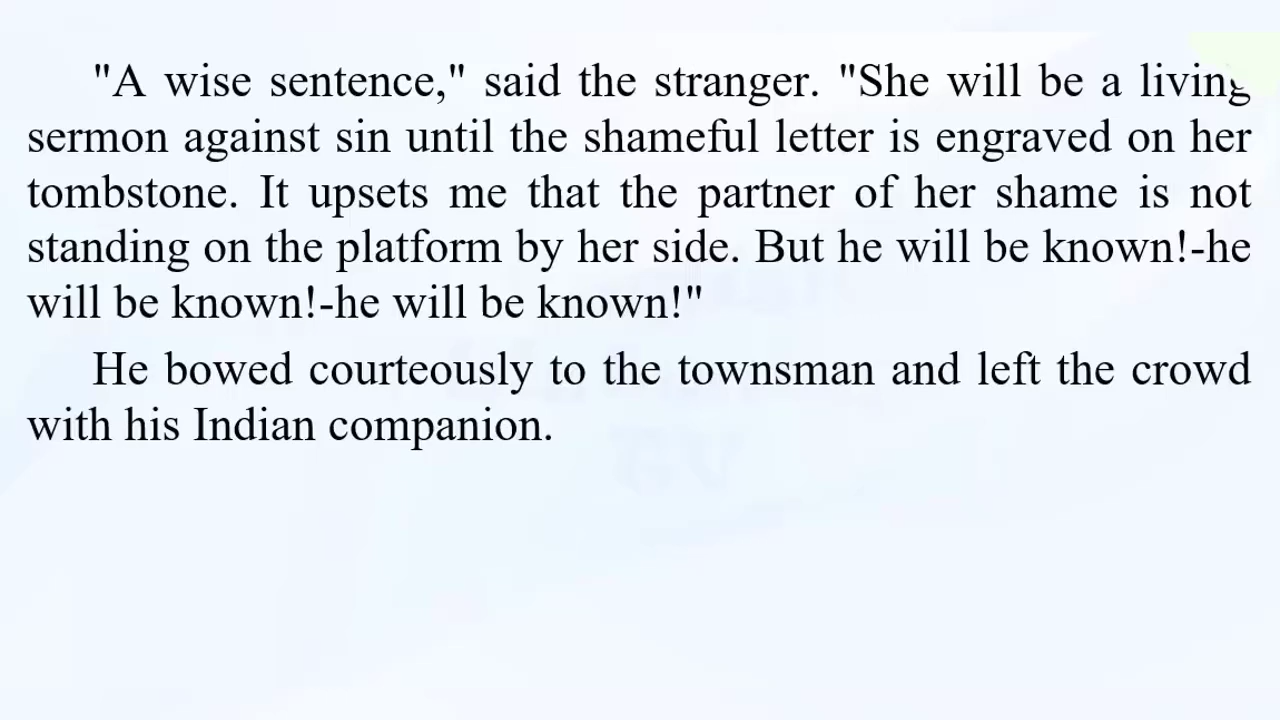 "A wise sentence," said the stranger. "She will be a living
sermon against sin until the shameful letter is engraved on her
tombstone. It upsets me that the partner of her shame is not
standing on the platform by her side. But he will be known!-he
will be known!-he will be known!"
He bowed courteously to the townsman and left the crowd
with his Indian companion.